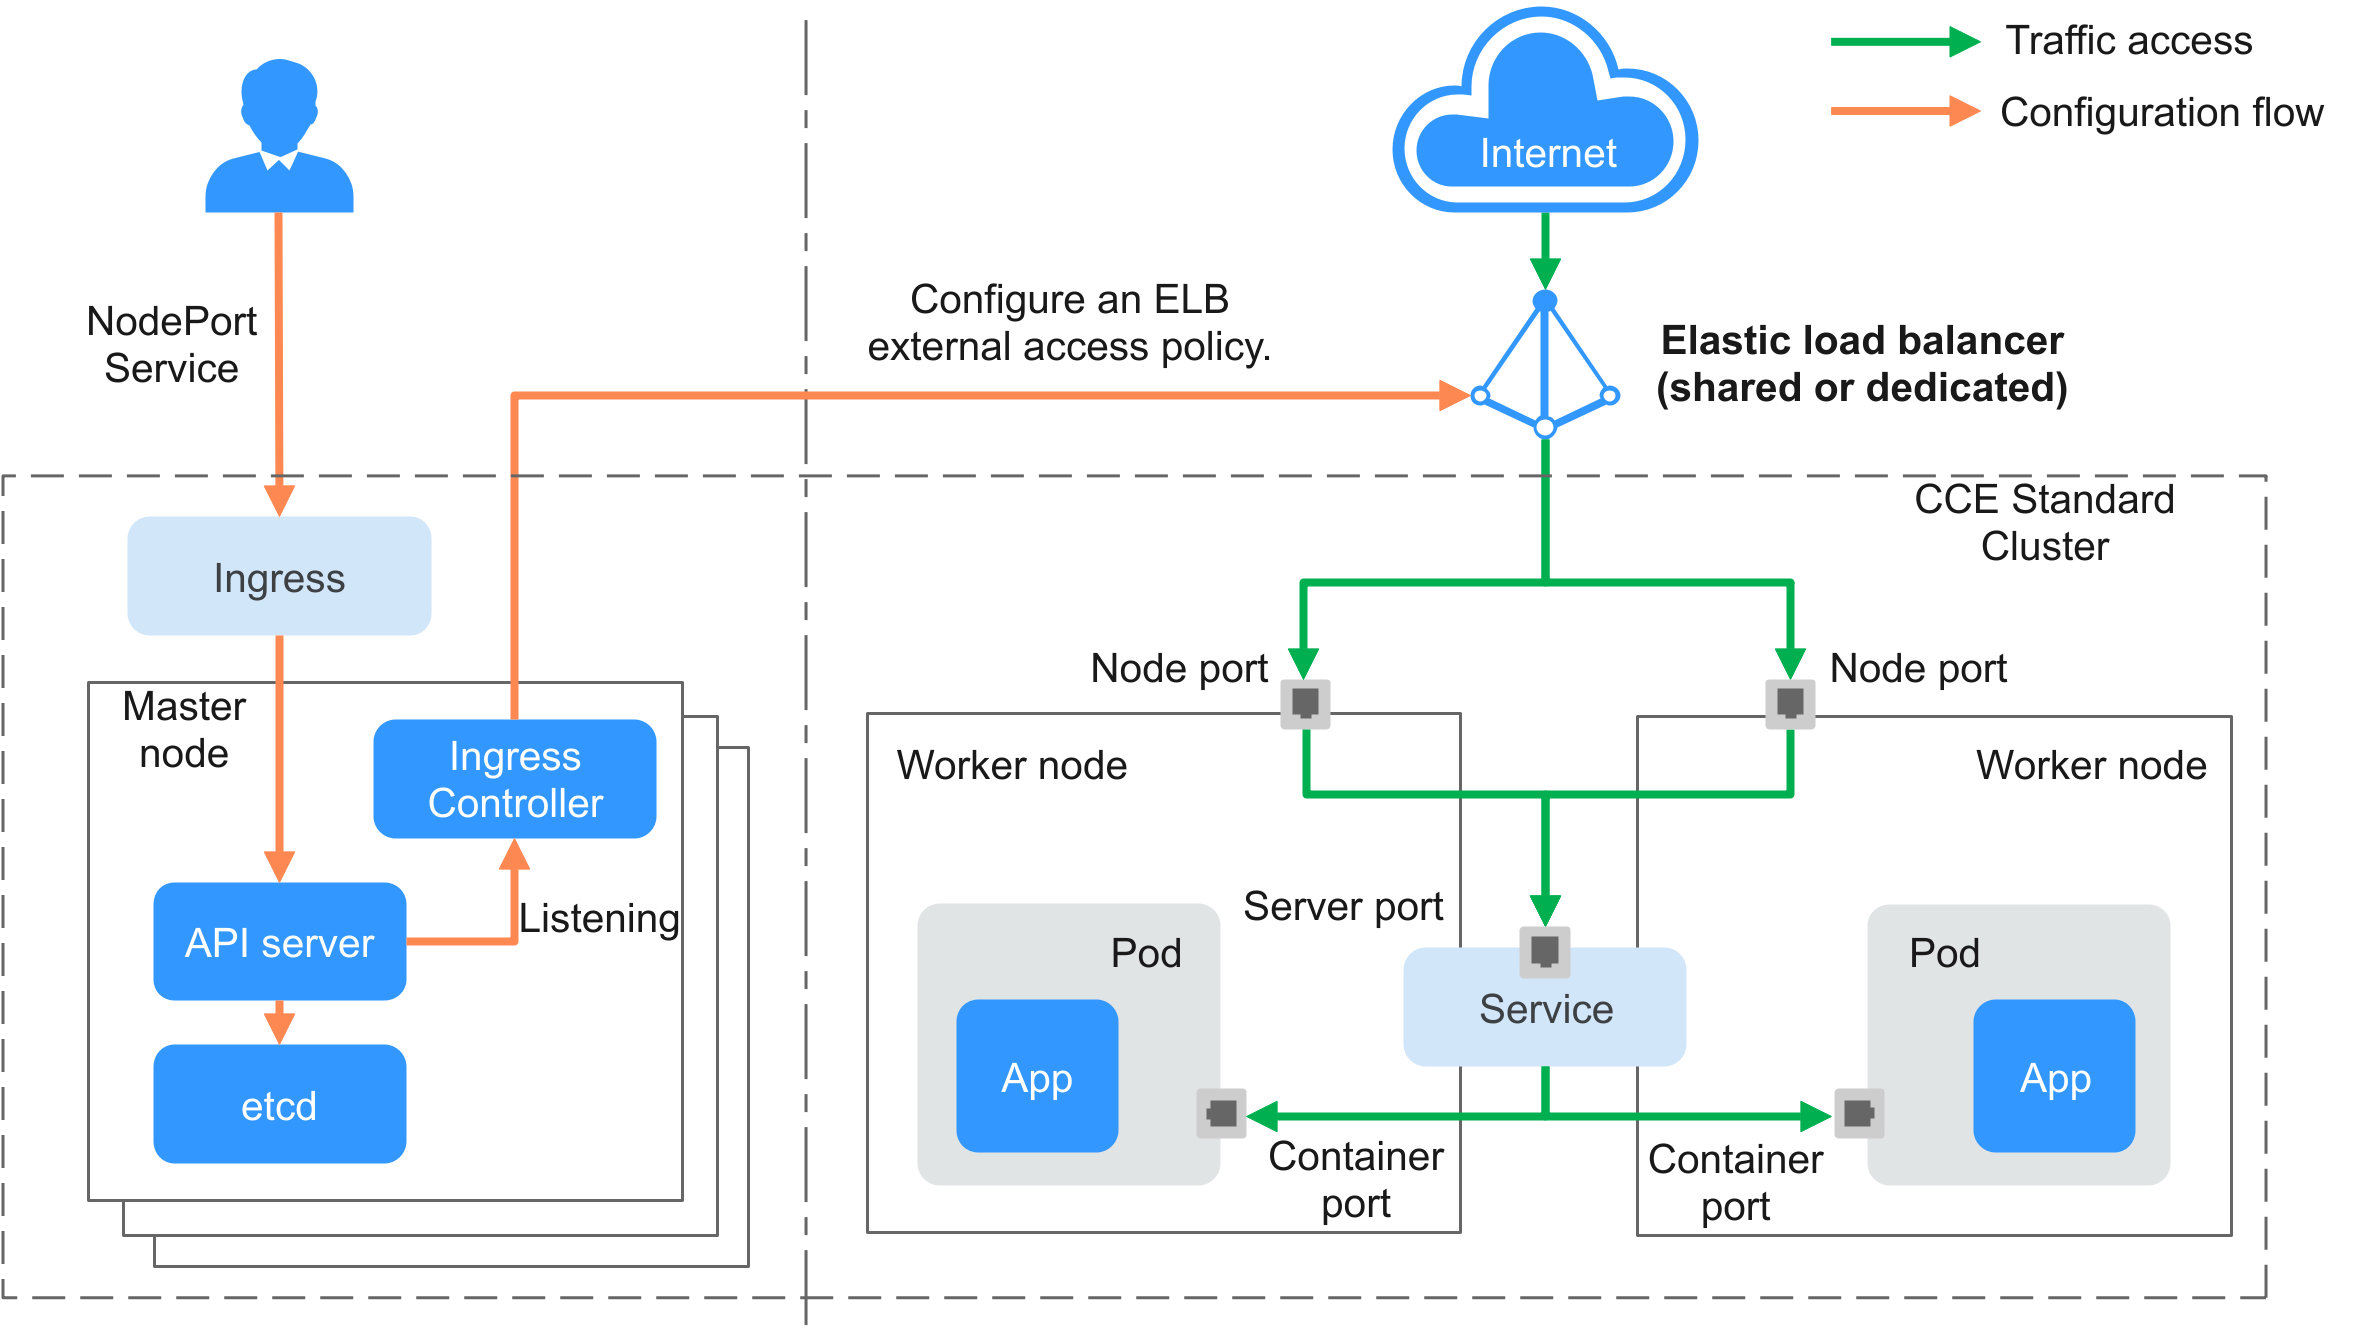 Traffic access
Configuration flow
Internet
NodePort
Service
Configure an ELB
external access policy.
Elastic load balancer
(shared or dedicated)
CCE Standard
Cluster
Ingress
Master
node
Ingress
Controller
API server
Listening
etcd
Node port
Node port
Worker node
Worker node
Server port
Pod
Service
Pod
App
App
Container
port
Container
port